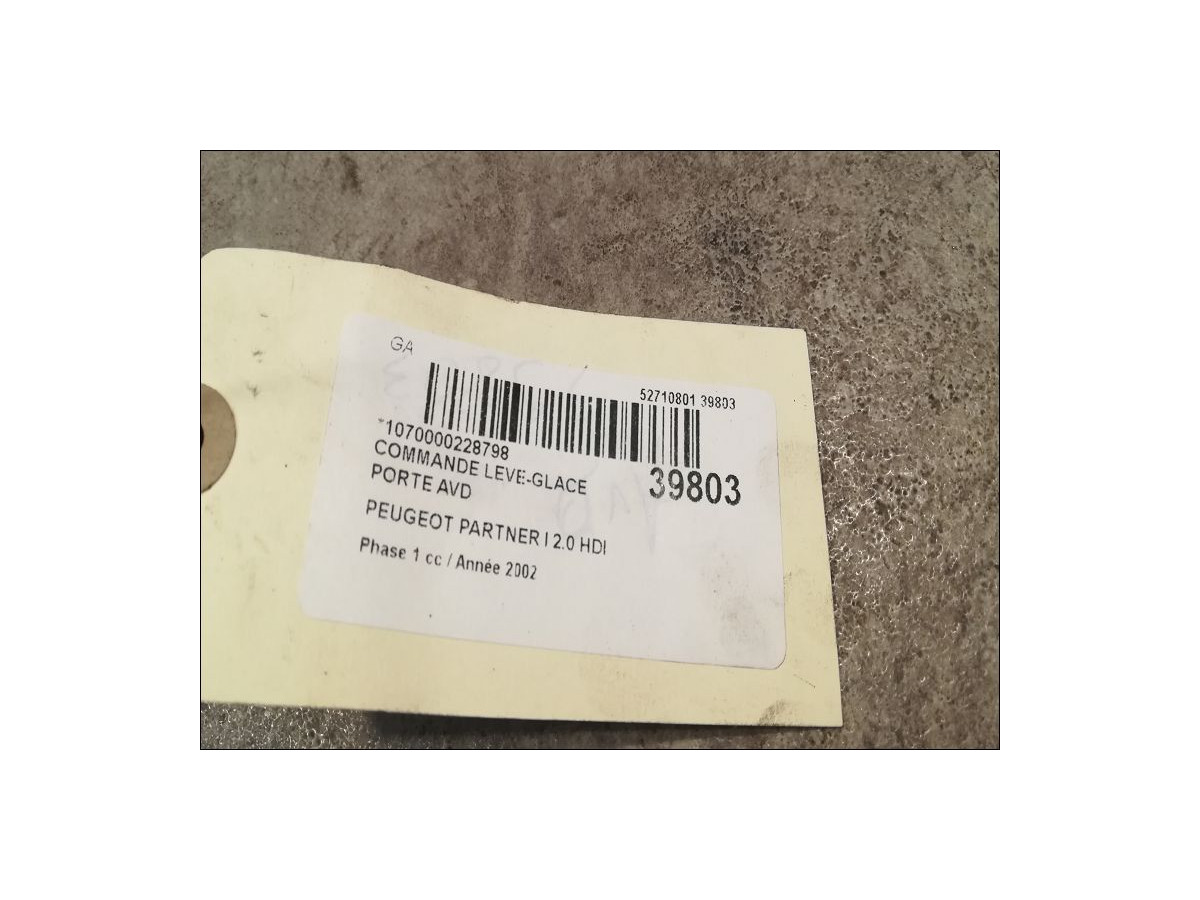 GA
52710801 39803
*1070000228798
COMMANDE LEVE-GLACE
PORTE AVD
39803
PEUGEOT PARTNER I 2.0 HDI
Phase 1 cc / Année 2002